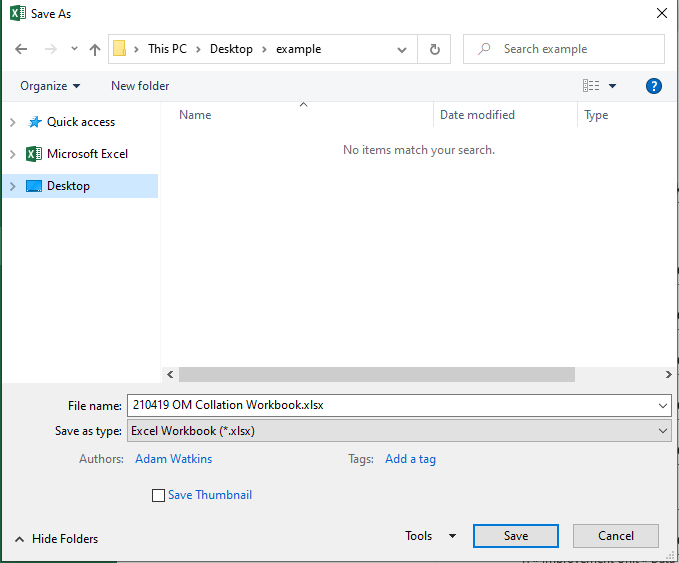 Save As
This PC > Desktop > example
Search example
Organize
New folder
Name
Date modified
Type
Quick access
No items match your search.
Microsoft Excel
Desktop
File name: 210419 OM Collation Workbook.xlsx
Save as type: Excel Workbook (*.xlsx)
Authors: Adam Watkins
Tags: Add a tag
Save Thumbnail
Hide Folders
Tools
Save
Cancel